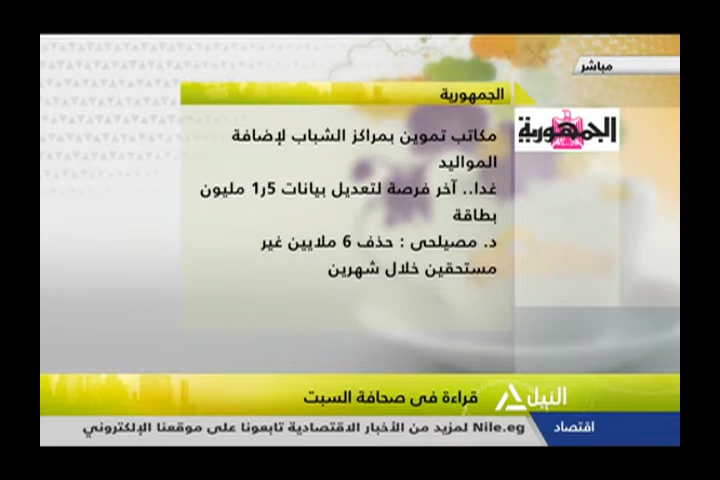 مباشر
الجمهورية
الجمهورية
مكاتب تموين بمراكز الشباب لإضافة
المواليد
غدا.. آخر فرصة لتعديل بيانات 1ر5 مليون
بطاقة
د. مصيلحى : حذف 6 ملايين غير
مستحقين خلال شهرين
النيل قراءة فى صحافة السبت
اقتصاد Nile.eg لمزيد من الأخبار الاقتصادية تابعونا على موقعنا الإلكتروني